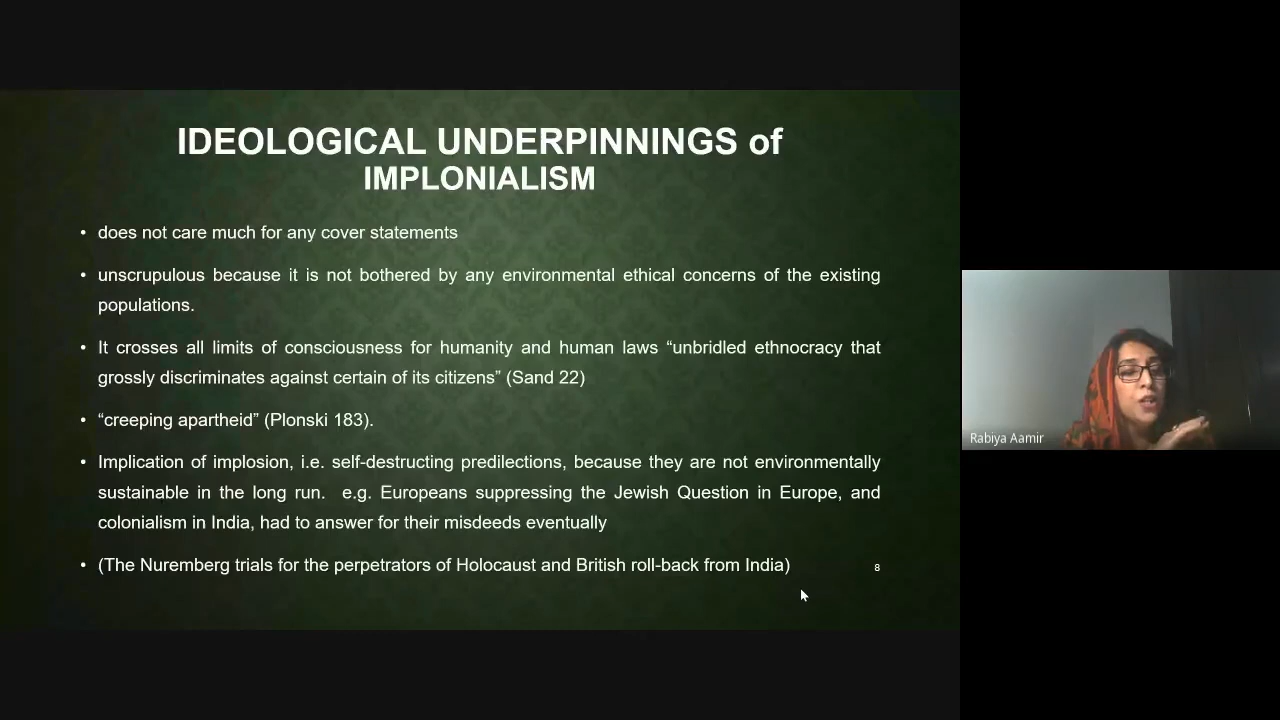 IDEOLOGICAL UNDERPINNINGS of
IMPLONIALISM
• does not care much for any cover statements
• unscrupulous because it is not bothered by any environmental ethical concerns of the existing
populations.
• It crosses all limits of consciousness for humanity and human laws “unbridled ethnocracy that
grossly discriminates against certain of its citizens” (Sand 22)
• “creeping apartheid” (Plonski 183).
• Implication of implosion, i.e. self-destructing predilections, because they are not environmentally
sustainable in the long run.  e.g. Europeans suppressing the Jewish Question in Europe, and
colonialism in India, had to answer for their misdeeds eventually
• (The Nuremberg trials for the perpetrators of Holocaust and British roll-back from India)
8
Rabiya Aamir